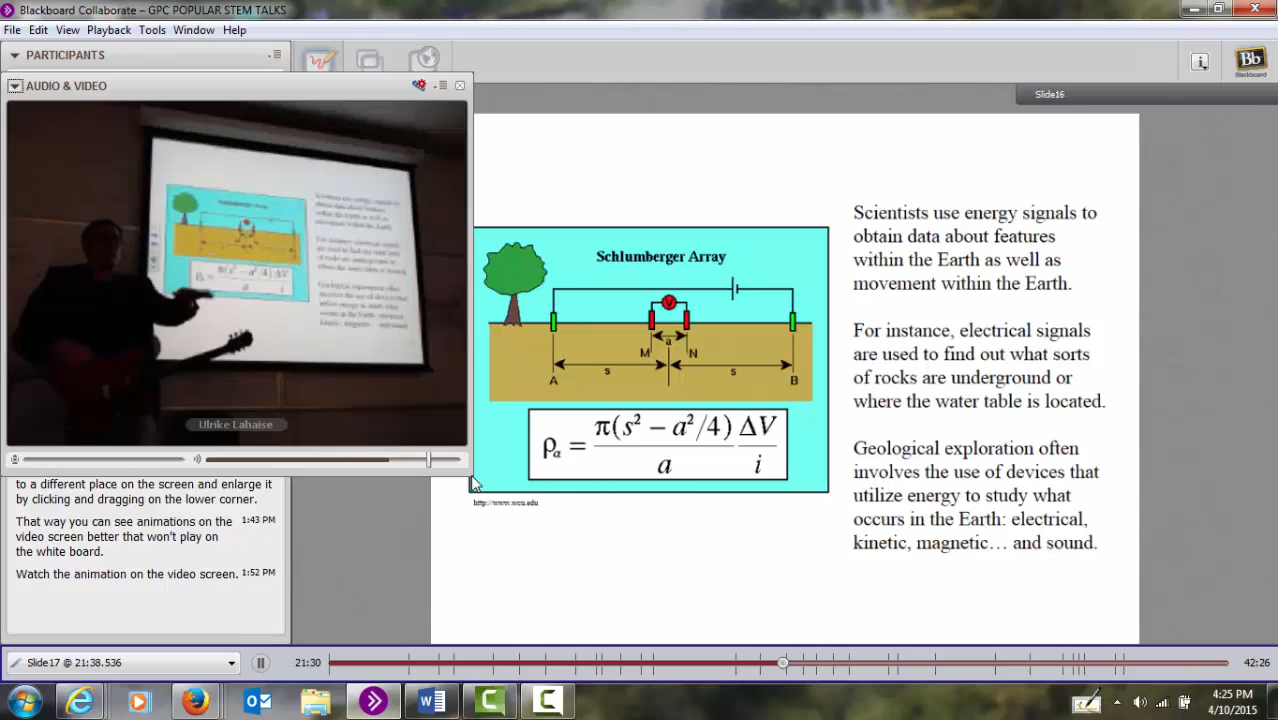 Blackboard Collaborate – GPC POPULAR STEM TALKS
File Edit View Playback Tools Window Help
PARTICIPANTS
AUDIO & VIDEO
Ulrike Lahaise
to a different place on the screen and enlarge it
by clicking and dragging on the lower corner.
That way you can see animations on the 1:43 PM
video screen better that won't play on
the white board.
Watch the animation on the video screen. 1:52 PM
i
Bb
Blackboard
Slide16
Schlumberger Array
V
a
M N
s s
A B
ρₐ = π(s² – a²/4)/a ΔV/i
http://www.wcu.edu
Scientists use energy signals to
obtain data about features
within the Earth as well as
movement within the Earth.
For instance, electrical signals
are used to find out what sorts
of rocks are underground or
where the water table is located.
Geological exploration often
involves the use of devices that
utilize energy to study what
occurs in the Earth: electrical,
kinetic, magnetic… and sound.
Slide17 @ 21:38.536
21:30
42:26
4:25 PM
4/10/2015